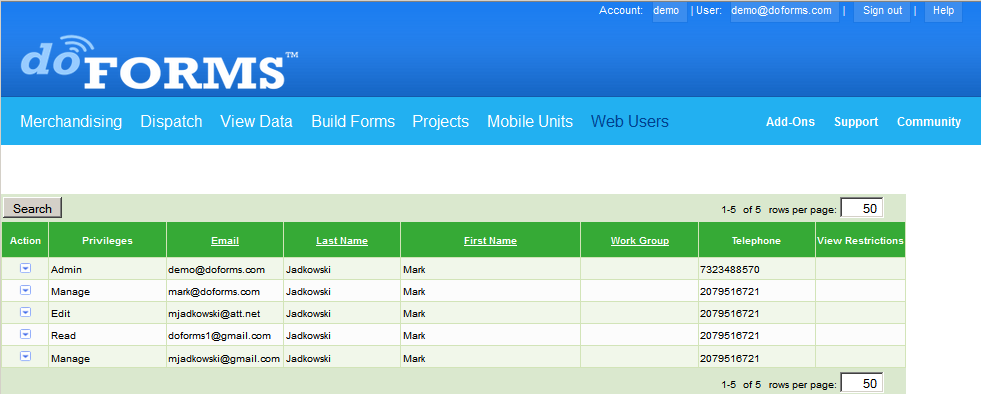 Account: demo | User: demo@doforms.com | Sign out | Help
doFORMS™
Merchandising Dispatch View Data Build Forms Projects Mobile Units Web Users Add-Ons Support Community
Search 1-5 of 5 rows per page: 50
Action Privileges Email Last Name First Name Work Group Telephone View Restrictions
Admin demo@doforms.com Jadkowski Mark 7323488570
Manage mark@doforms.com Jadkowski Mark 2079516721
Edit mjadkowski@att.net Jadkowski Mark 2079516721
Read doforms1@gmail.com Jadkowski Mark 2079516721
Manage mjadkowski@gmail.com Jadkowski Mark 2079516721
1-5 of 5 rows per page: 50